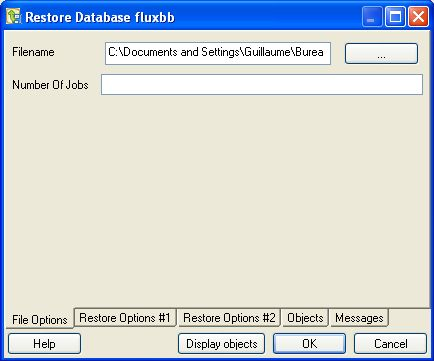 Restore Database fluxbb
Filename C:\Documents and Settings\Guillaume\Burea ...
Number Of Jobs
File Options Restore Options #1 Restore Options #2 Objects Messages
Help Display objects OK Cancel